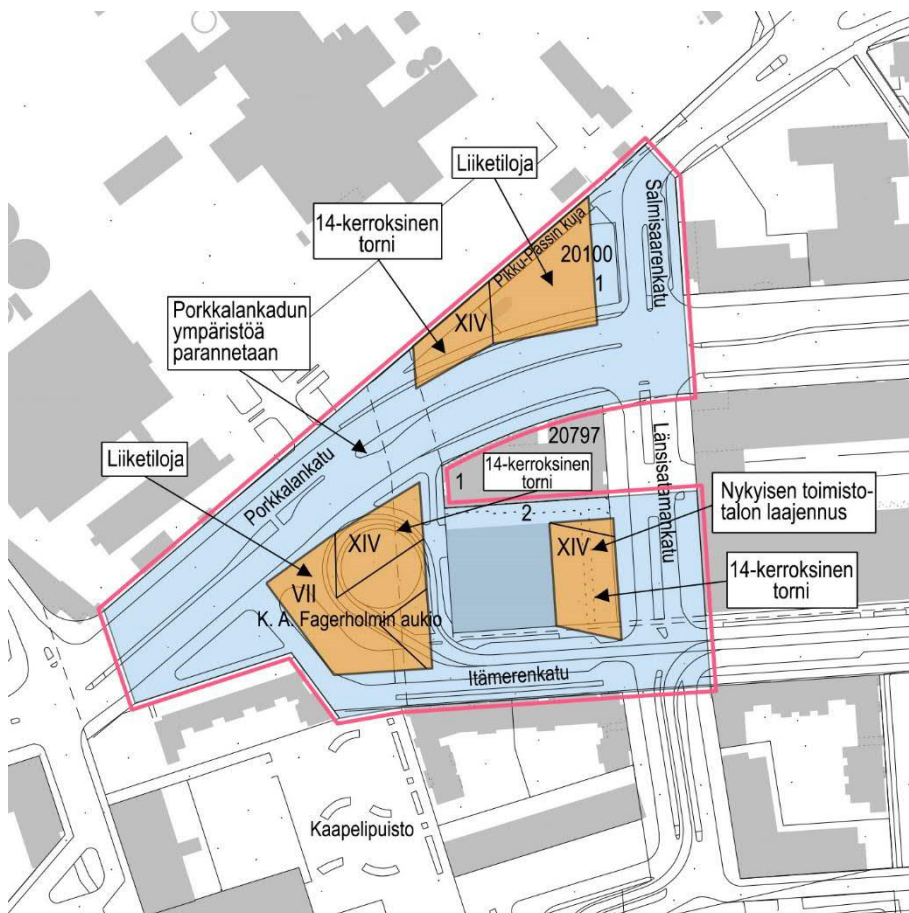 Liiketiloja
14-kerroksinen
torni
Pikku-Passin kuja
Salmisaarenkatu
20100
1
XIV
Porkkalankadun
ympäristöä
parannetaan
20797
Länsisatamankatu
Liiketiloja
Porkkalankatu
1
14-kerroksinen
torni
Nykyisen toimisto-
talon laajennus
2
XIV
XIV
VII
14-kerroksinen
torni
K. A. Fagerholmin aukio
Itämerenkatu
Kaapelipuisto